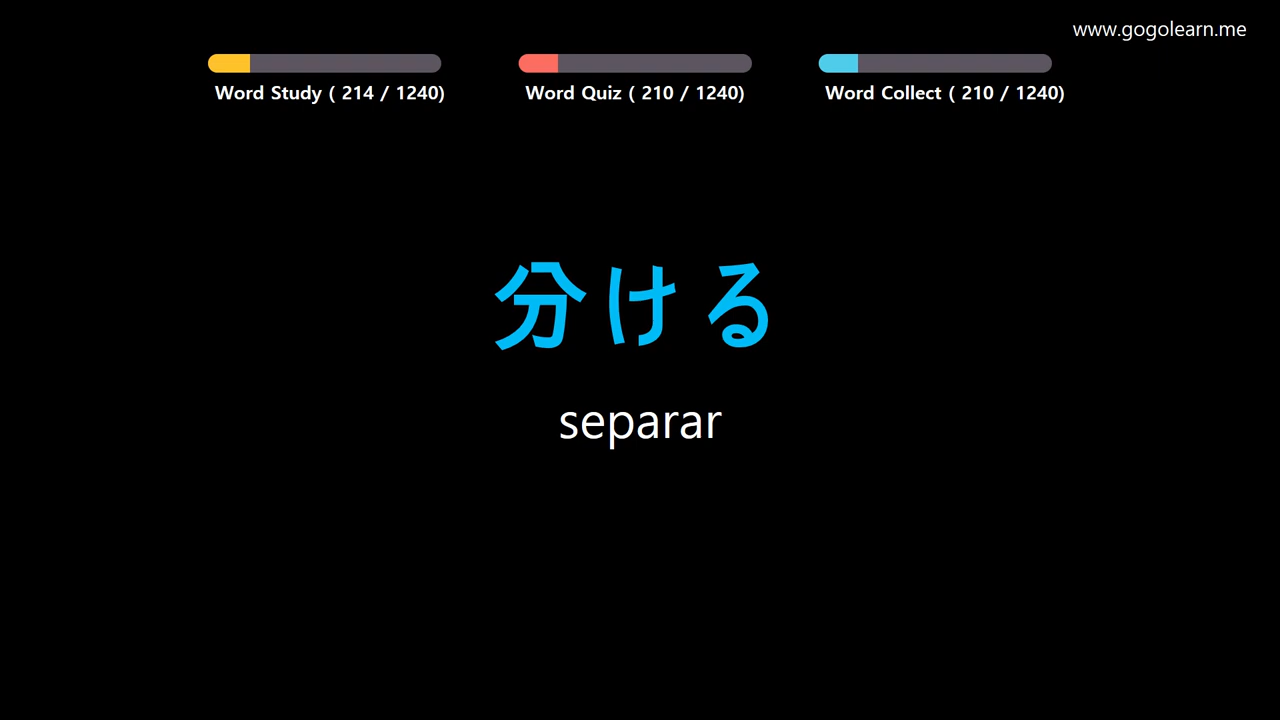 www.gogolearn.me
Word Study ( 214 / 1240)
Word Quiz ( 210 / 1240)
Word Collect ( 210 / 1240)
分ける
separar